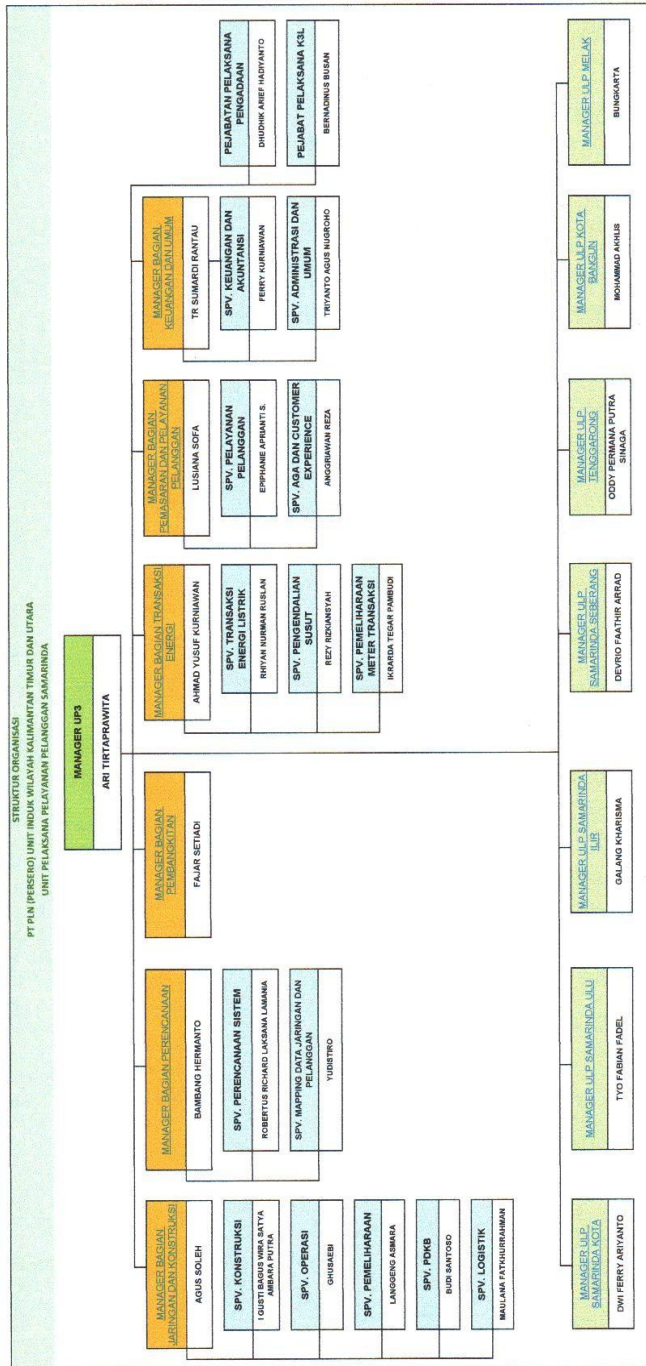 STRUKTUR ORGANISASI
PT PLN (PERSERO) UNIT INDUK WILAYAH KALIMANTAN TIMUR DAN UTARA
UNIT PELAKSANA PELAYANAN PELANGGAN SAMARINDA
MANAGER UP3
ARI TIRTAPRAWITA
MANAGER BAGIAN
JARINGAN DAN KONSTRUKSI
AGUS SOLEH
SPV. KONSTRUKSI
I GUSTI BAGUS WIRA SATYA
AMBARA PUTRA
SPV. OPERASI
GHUSAEBI
SPV. PEMELIHARAAN
LANGGENG ASMARA
SPV. PDKB
BUDI SANTOSO
SPV. LOGISTIK
MAULANA FATKHURRAHMAN
MANAGER BAGIAN PERENCANAAN
BAMBANG HERMANTO
SPV. PERENCANAAN SISTEM
ROBERTUS RICHARD LAKSANA LAMANIA
SPV. MAPPING DATA JARINGAN DAN
PELANGGAN
YUDISTIRO
MANAGER BAGIAN
PEMBANGKITAN
FAJAR SETIADI
MANAGER BAGIAN TRANSAKSI
ENERGI
AHMAD YUSUF KURNIAWAN
SPV. TRANSAKSI
ENERGI LISTRIK
RHIYAN NURMAN RUSLAN
SPV. PENGENDALIAN
SUSUT
REZY RIZKIANSYAH
SPV. PEMELIHARAAN
METER TRANSAKSI
IKRARDA TEGAR PAMBUDI
MANAGER BAGIAN
PEMASARAN DAN PELAYANAN
PELANGGAN
LUSIANA SOFA
SPV. PELAYANAN
PELANGGAN
EPIPHANIE APRIANTI S.
SPV. AGA DAN CUSTOMER
EXPERIENCE
ANGGRIAWAN REZA
MANAGER BAGIAN
KEUANGAN DAN UMUM
TR SUMARDI RANTAU
SPV. KEUANGAN DAN
AKUNTANSI
FERRY KURNIAWAN
SPV. ADMINISTRASI DAN
UMUM
TRIYANTO AGUS NUGROHO
PEJABATAN PELAKSANA
PENGADAAN
DHUDHIK ARIEF HADIYANTO
PEJABAT PELAKSANA K3L
BERNADINUS BUSAN
MANAGER ULP
SAMARINDA KOTA
DWI FERRY ARIYANTO
MANAGER ULP SAMARINDA ULU
TYO FABIAN FADEL
MANAGER ULP SAMARINDA
ILIR
GALANG KHARISMA
MANAGER ULP
SAMARINDA SEBERANG
DEVRIO FAATHIR ARRAD
MANAGER ULP
TENGGARONG
ODDY PERMANA PUTRA
SINAGA
MANAGER ULP KOTA
BANGUN
MOHAMMAD AKHLIS
MANAGER ULP MELAK
BUNGKARTA